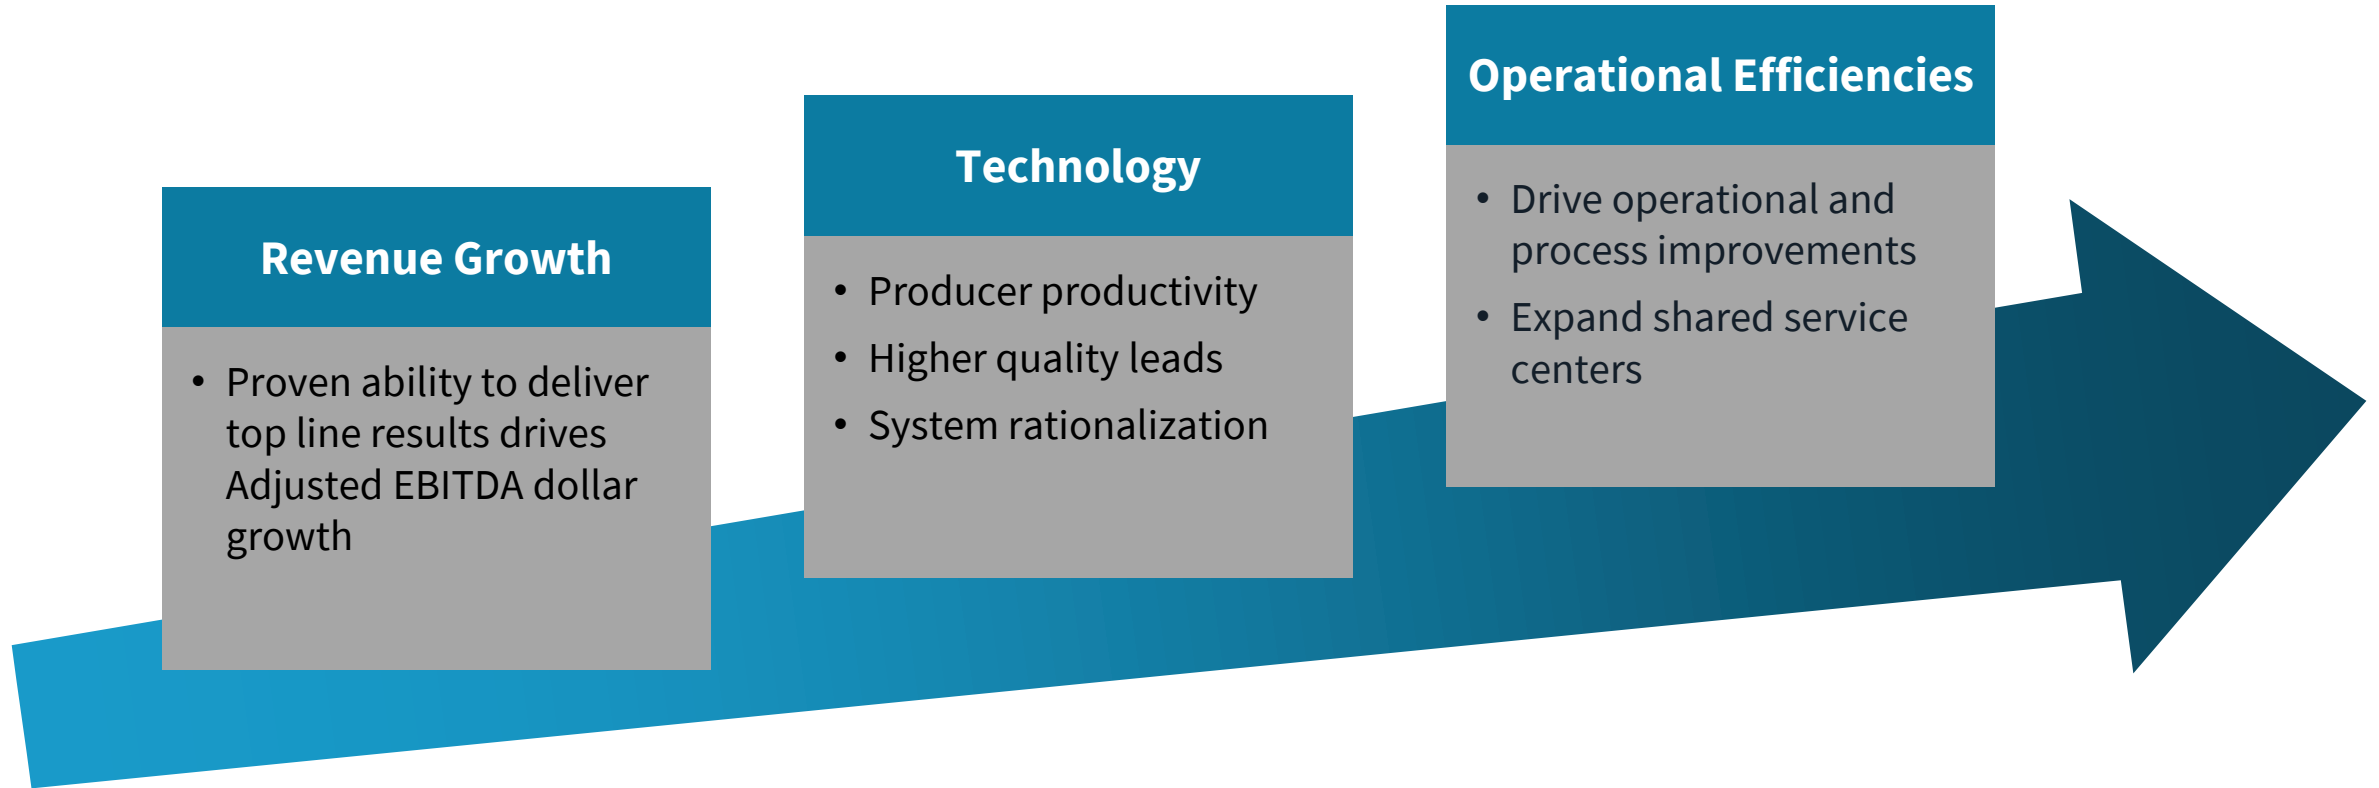 Revenue Growth
• Proven ability to deliver
top line results drives
Adjusted EBITDA dollar
growth
Technology
• Producer productivity
• Higher quality leads
• System rationalization
Operational Efficiencies
• Drive operational and
process improvements
• Expand shared service
centers